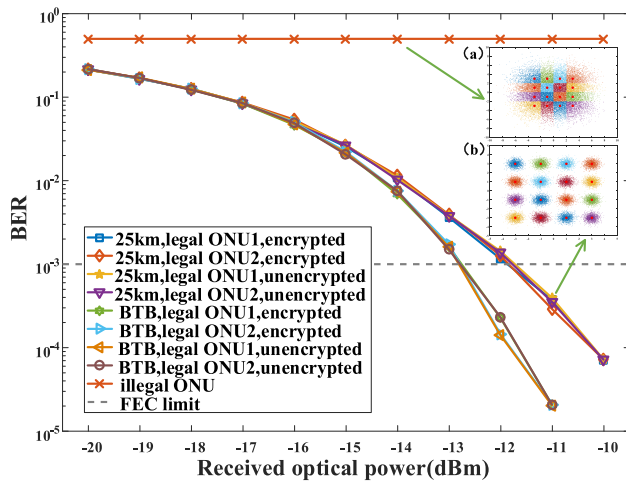 10^0
10^-1
10^-2
10^-3
10^-4
10^-5
BER
(a)
(b)
25km,legal ONU1,encrypted
25km,legal ONU2,encrypted
25km,legal ONU1,unencrypted
25km,legal ONU2,unencrypted
BTB,legal ONU1,encrypted
BTB,legal ONU2,encrypted
BTB,legal ONU1,unencrypted
BTB,legal ONU2,unencrypted
illegal ONU
FEC limit
-20 -19 -18 -17 -16 -15 -14 -13 -12 -11 -10
Received optical power(dBm)